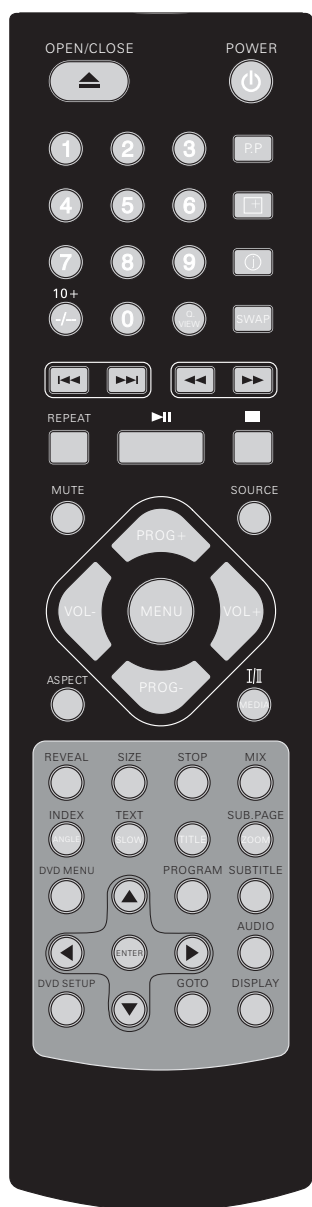 OPEN/CLOSE POWER
1 2 3 P.P
4 5 6
7 8 9
10+
-/-- 0 Q.VIEW SWAP
REPEAT
MUTE SOURCE
PROG+
VOL- MENU VOL+
PROG-
ASPECT I/II
MEDIA
REVEAL SIZE STOP MIX
INDEX TEXT SUB.PAGE
ANGLE SLOW TITLE ZOOM
DVD MENU PROGRAM SUBTITLE
AUDIO
ENTER
DVD SETUP GOTO DISPLAY